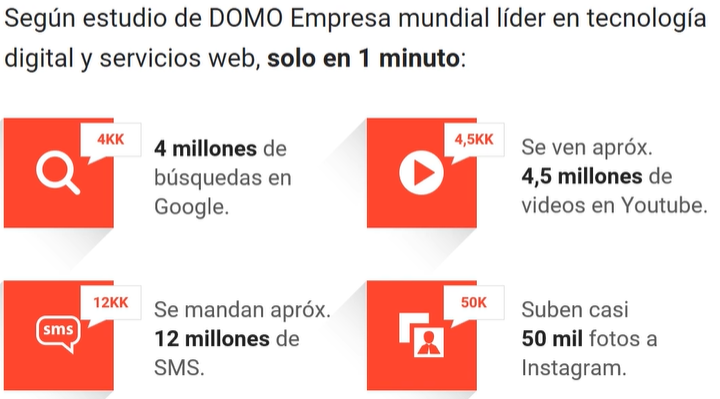 Según estudio de DOMO Empresa mundial líder en tecnología
digital y servicios web, solo en 1 minuto:
4KK
4 millones de
búsquedas en
Google.
4,5KK
Se ven apróx.
4,5 millones de
videos en Youtube.
12KK
sms
Se mandan apróx.
12 millones de
SMS.
50K
Suben casi
50 mil fotos a
Instagram.